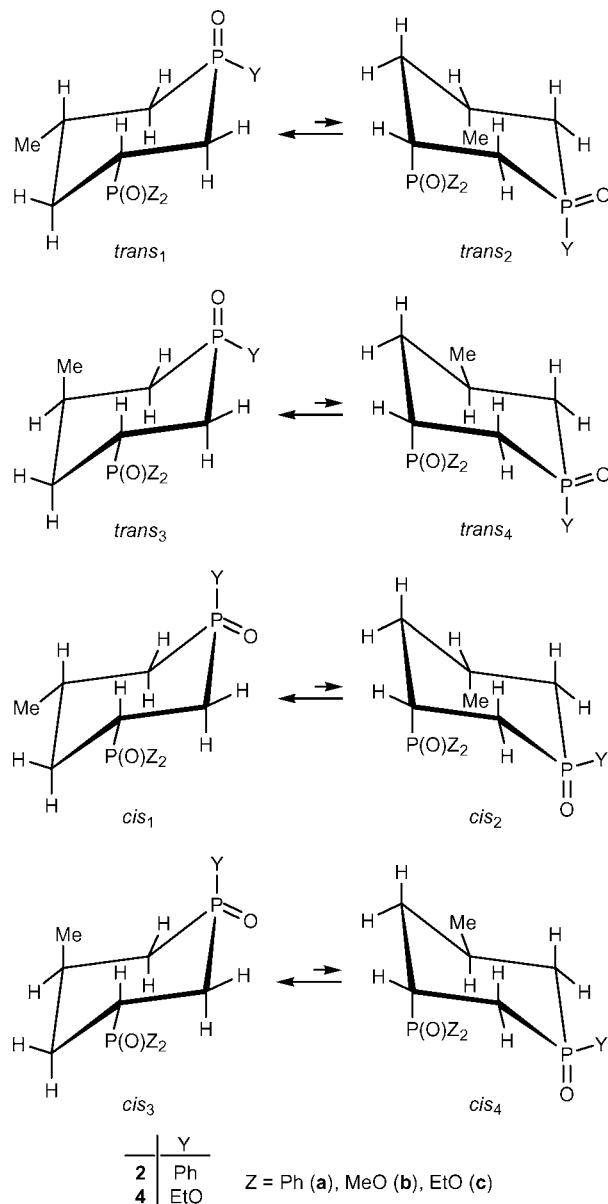 O H
P H
H H Y
H H H H
Me H H Me H
H P(O)Z₂ H P(O)Z₂ H P O
H Y
trans₁ trans₂
O H
P H
Me H Y Me
H H H H
H H H H H
H P(O)Z₂ H P(O)Z₂ H P O
H Y
trans₃ trans₄
Y H
P O H
H H
H H H H
Me H H Me H
H P(O)Z₂ H P(O)Z₂ H P Y
H O
cis₁ cis₂
Y H
P O H
Me H Me
H H H H
H H H H H
H P(O)Z₂ H P(O)Z₂ H P Y
H O
cis₃ cis₄
Y
2 Ph
4 EtO
Z = Ph (a), MeO (b), EtO (c)